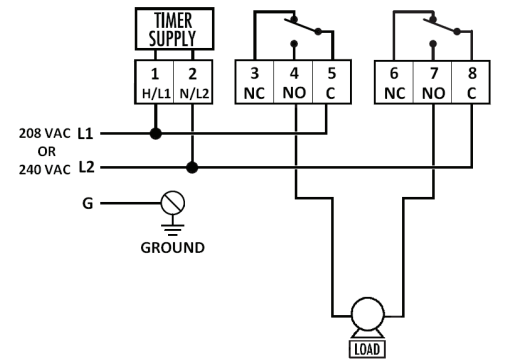 TIMER
SUPPLY
1 2 3 4 5 6 7 8
H/L1 N/L2 NC NO C NC NO C
208 VAC L1
OR
240 VAC L2
G
GROUND
LOAD